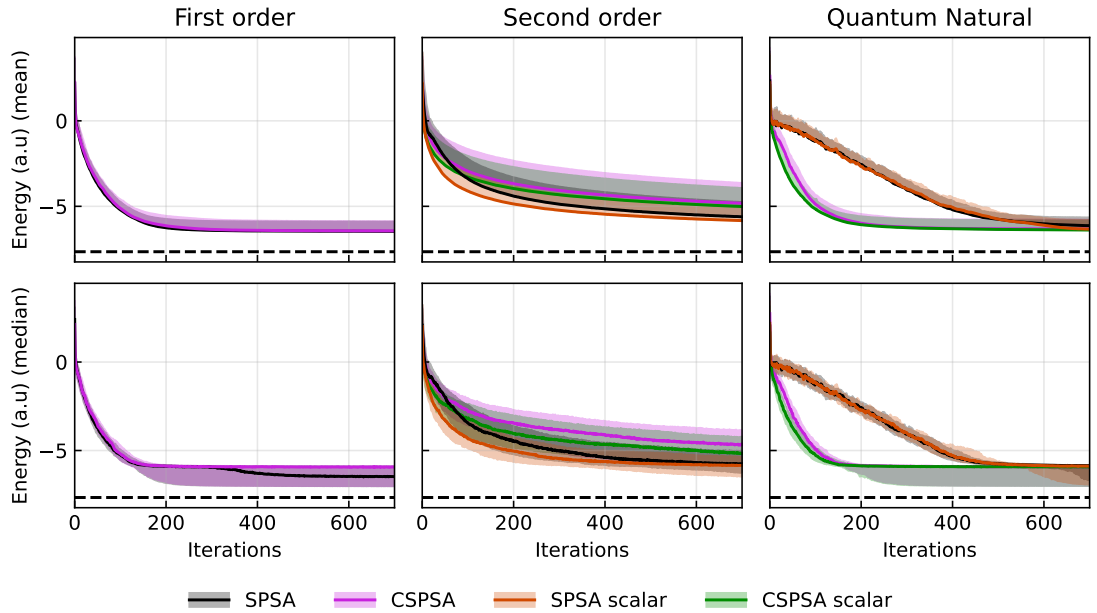 First order Second order Quantum Natural
Energy (a.u) (mean)
0
−5
Energy (a.u) (median)
0
−5
0 200 400 600 0 200 400 600 0 200 400 600
Iterations Iterations Iterations
SPSA CSPSA SPSA scalar CSPSA scalar